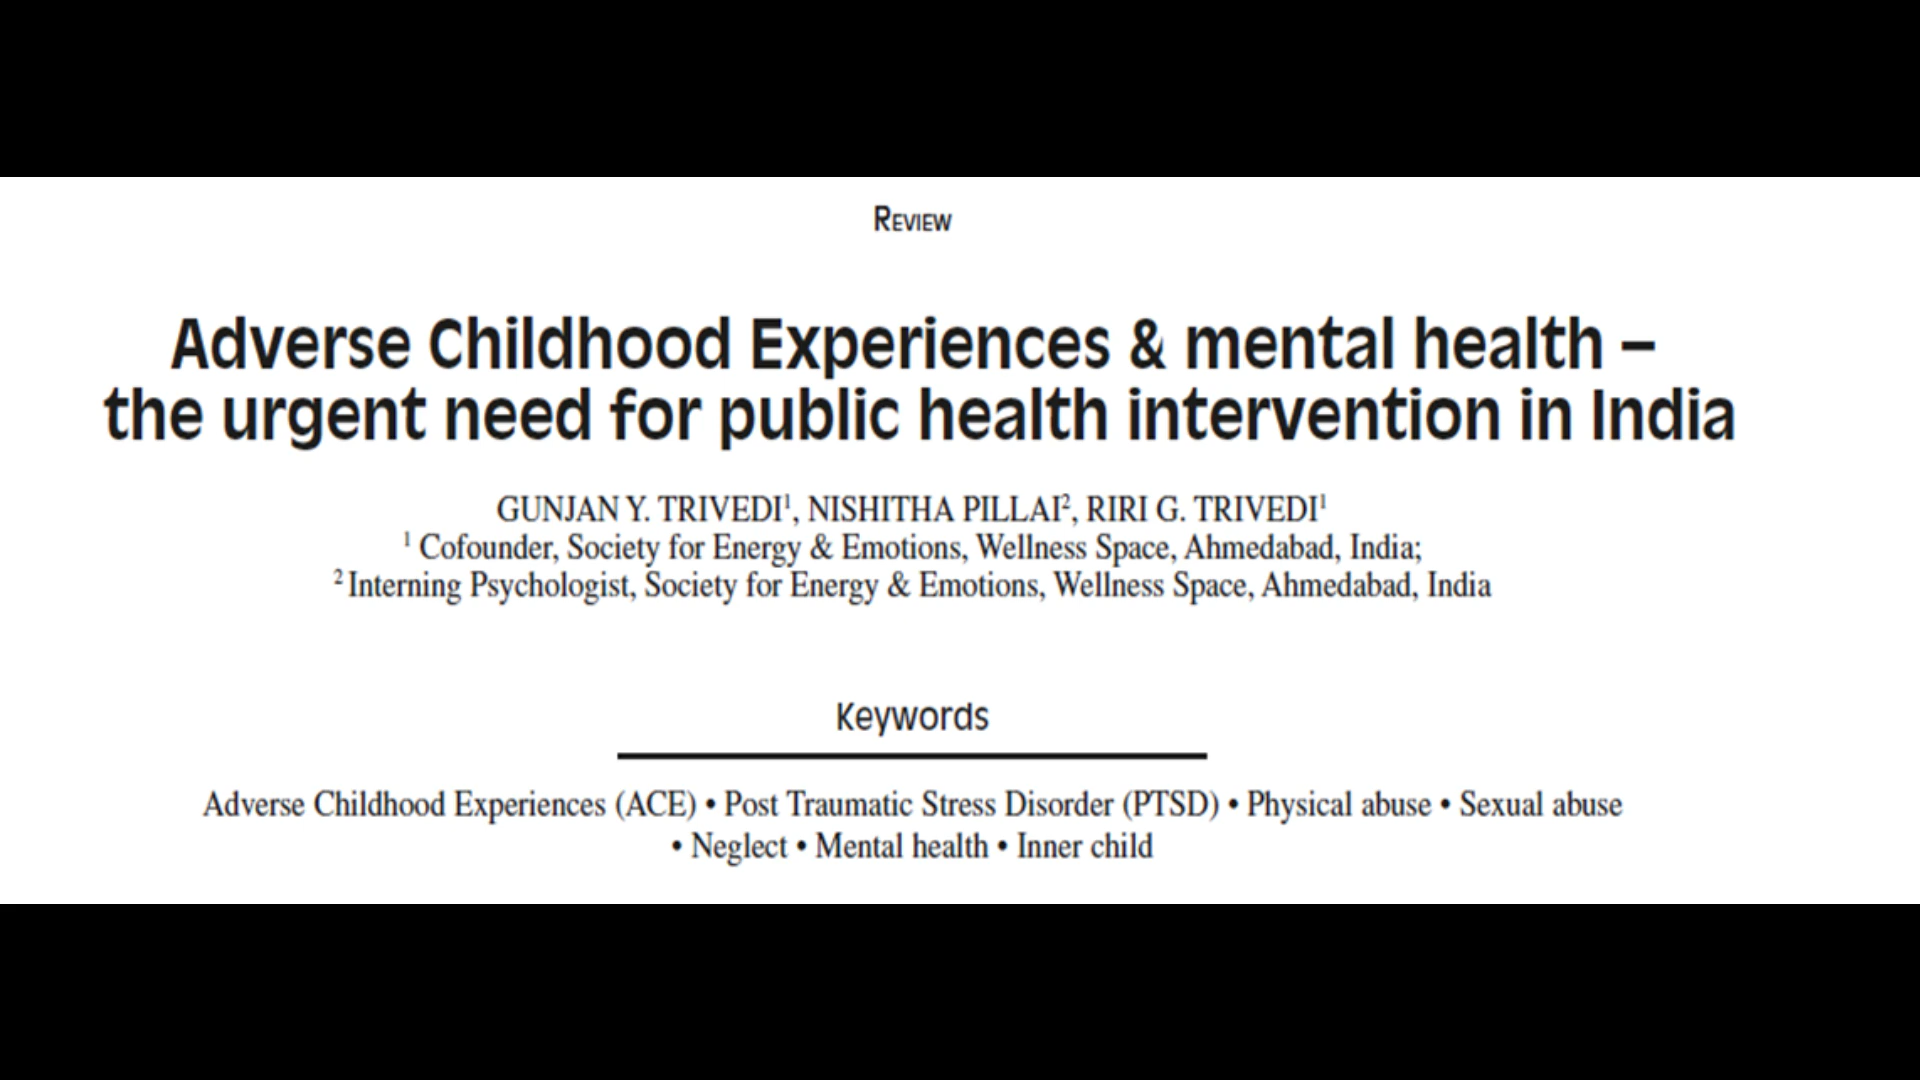 REVIEW
Adverse Childhood Experiences & mental health –
the urgent need for public health intervention in India
GUNJAN Y. TRIVEDI¹, NISHITHA PILLAI², RIRI G. TRIVEDI¹
¹ Cofounder, Society for Energy & Emotions, Wellness Space, Ahmedabad, India;
² Interning Psychologist, Society for Energy & Emotions, Wellness Space, Ahmedabad, India
Keywords
Adverse Childhood Experiences (ACE) • Post Traumatic Stress Disorder (PTSD) • Physical abuse • Sexual abuse
• Neglect • Mental health • Inner child